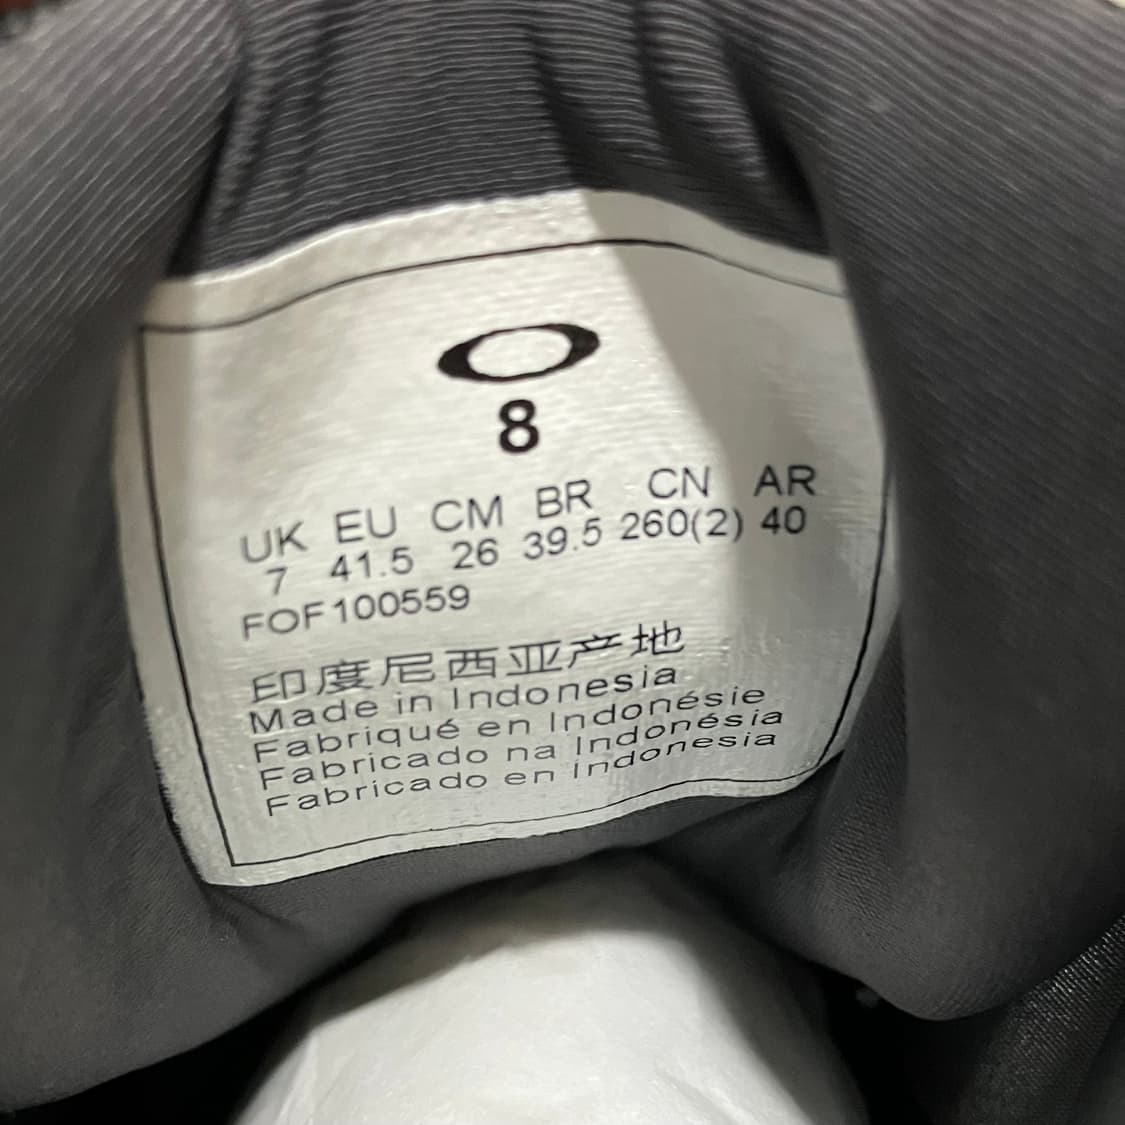 8
UK EU CM BR CN AR
7 41.5 26 39.5 260(2) 40
FOF100559
印度尼西亚产地
Made in Indonesia
Fabriqué en Indonésie
Fabricado na Indonésia
Fabricado en Indonesia